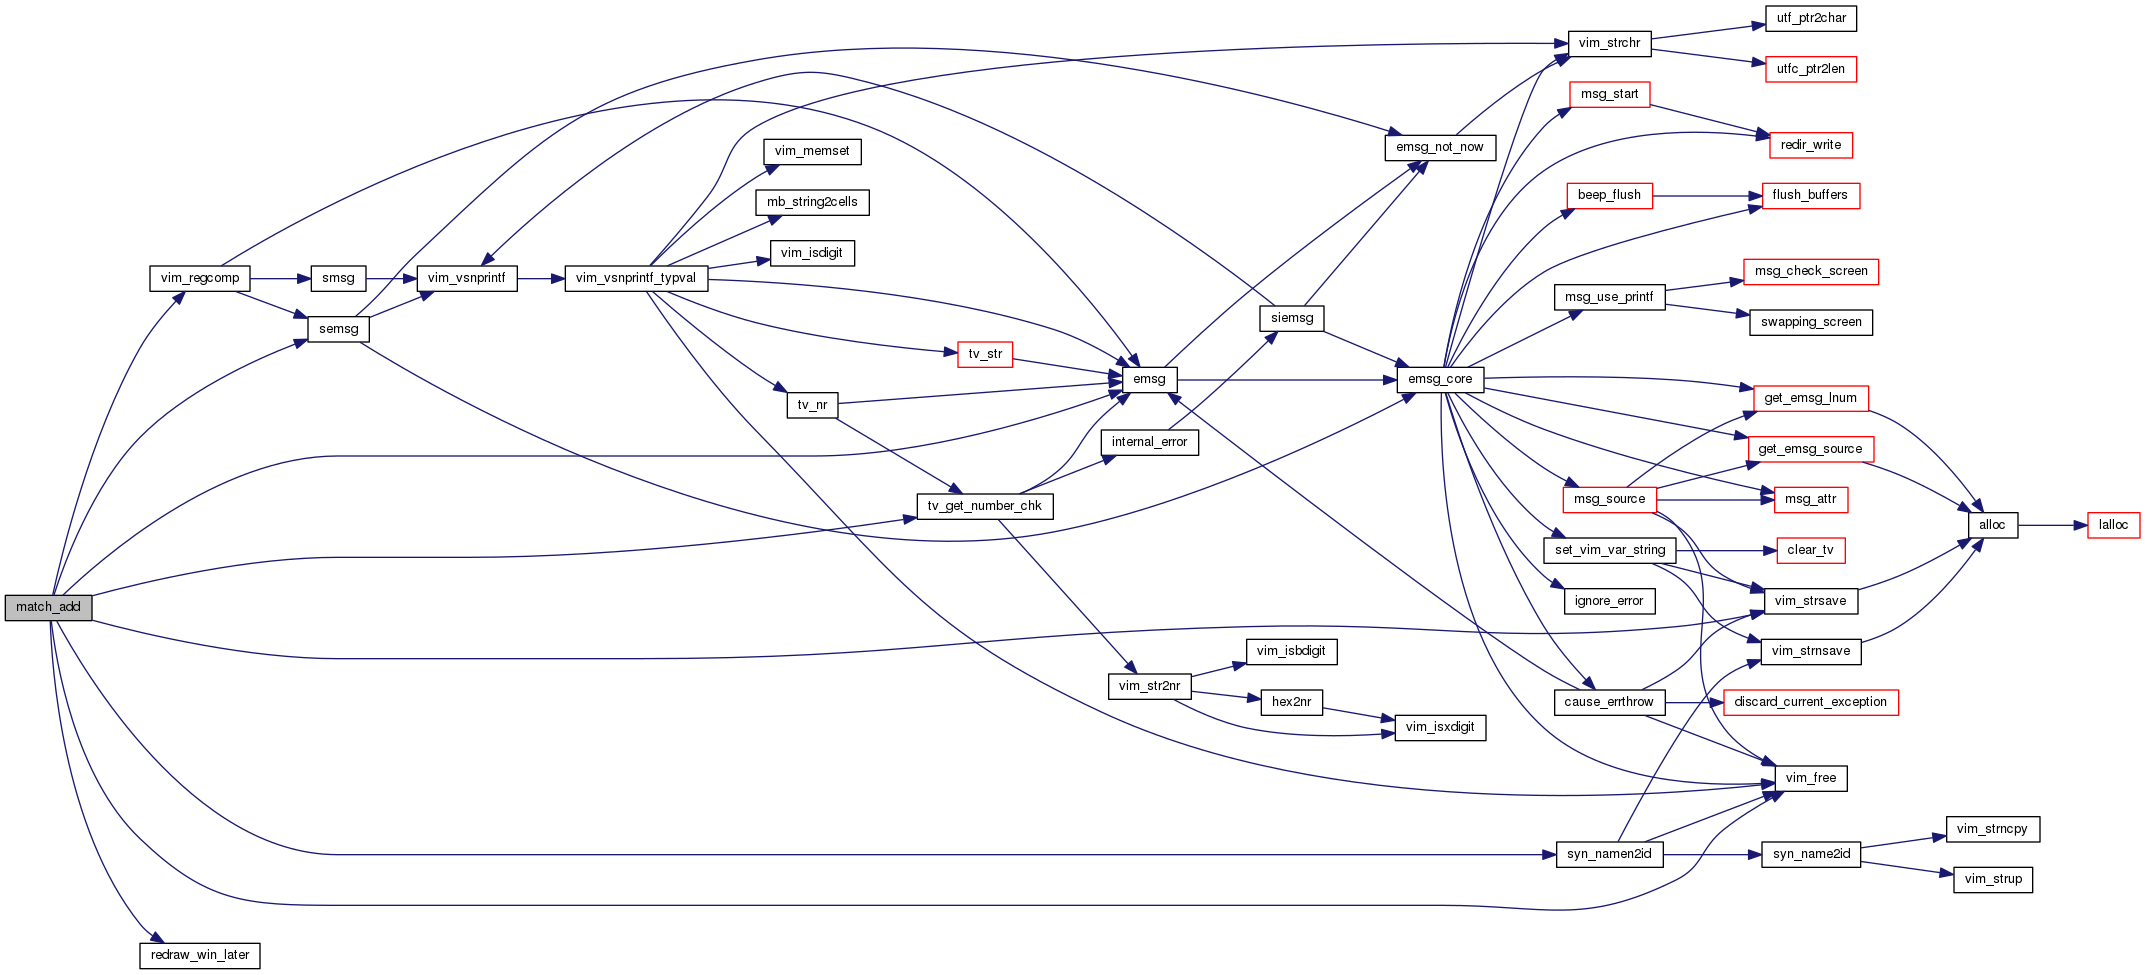 utf_ptr2char
vim_strchr
utfc_ptr2len
msg_start
redir_write
emsg_not_now
vim_memset
beep_flush
flush_buffers
mb_string2cells
vim_isdigit
vim_regcomp
smsg
vim_vsnprintf
vim_vsnprintf_typval
msg_check_screen
msg_use_printf
siemsg
swapping_screen
semsg
tv_str
emsg
emsg_core
get_emsg_lnum
tv_nr
internal_error
get_emsg_source
msg_source
msg_attr
tv_get_number_chk
alloc
lalloc
set_vim_var_string
clear_tv
match_add
ignore_error
vim_strsave
vim_isbdigit
vim_strnsave
vim_str2nr
hex2nr
cause_errthrow
discard_current_exception
vim_isxdigit
vim_free
vim_strncpy
syn_namen2id
syn_name2id
vim_strup
redraw_win_later